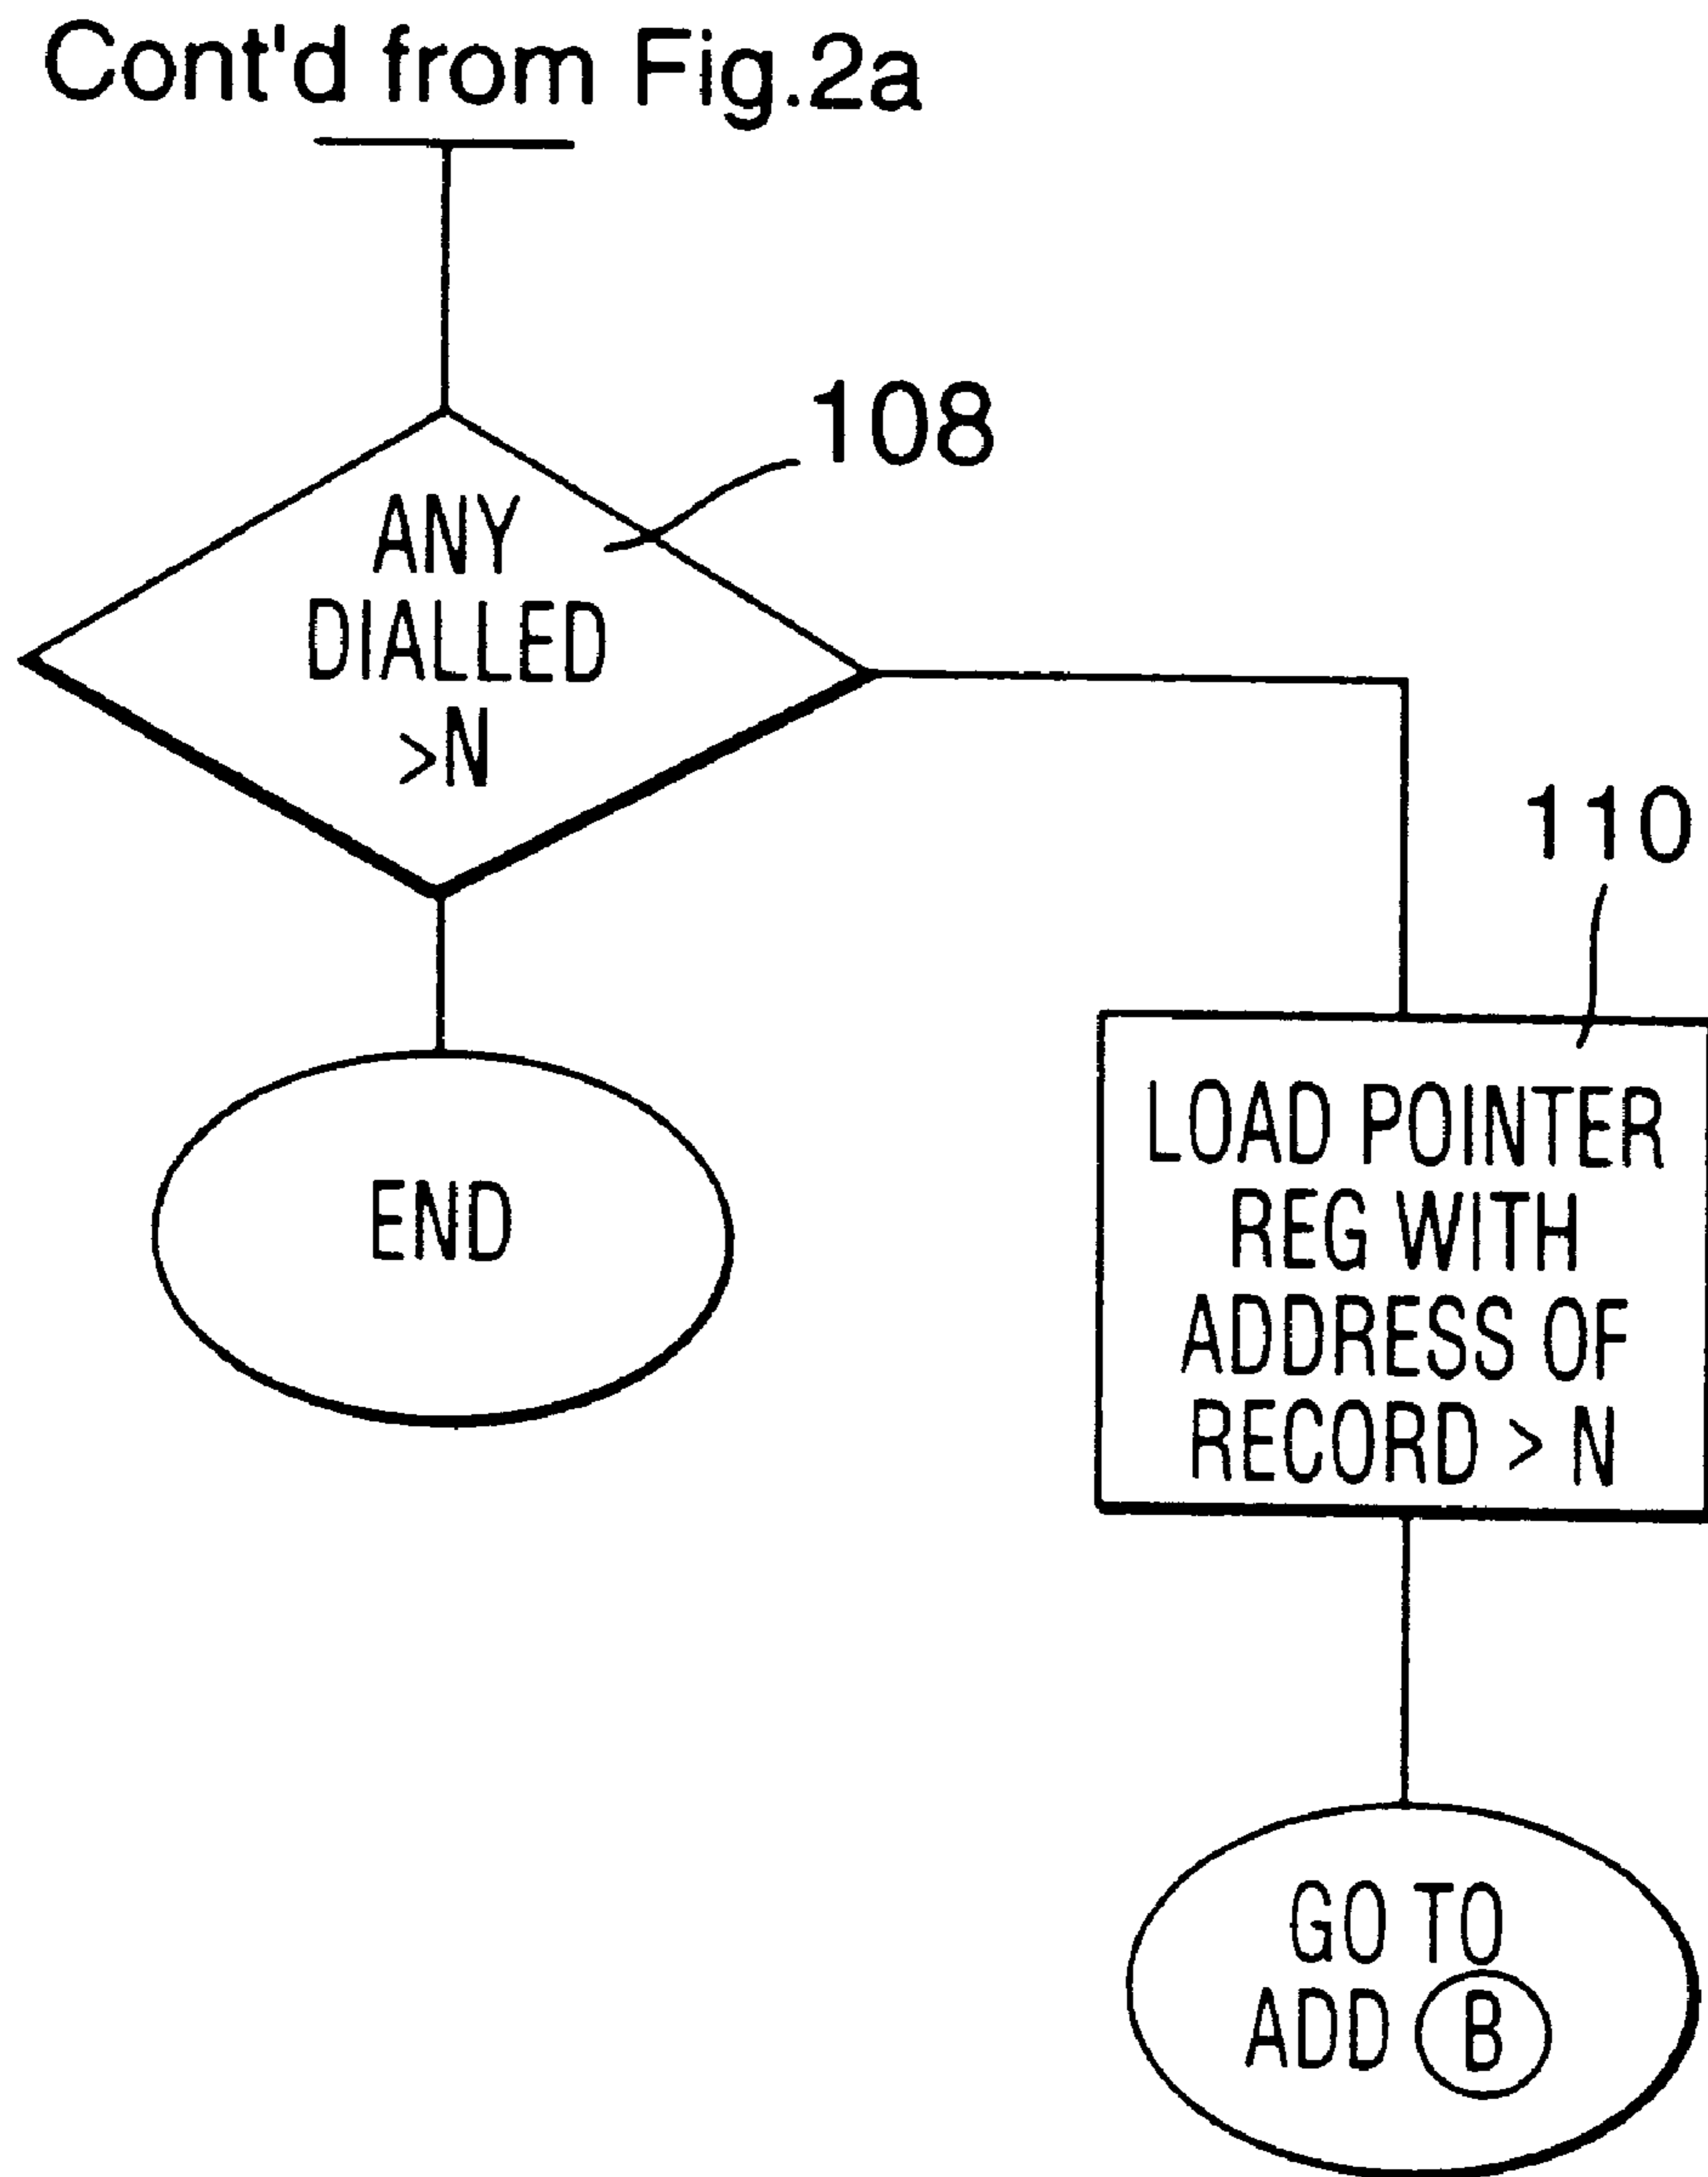 Cont'd from Fig.2a
108
ANY
DIALLED
>N
110
END
LOAD POINTER
REG WITH
ADDRESS OF
RECORD > N
GO TO
ADD B